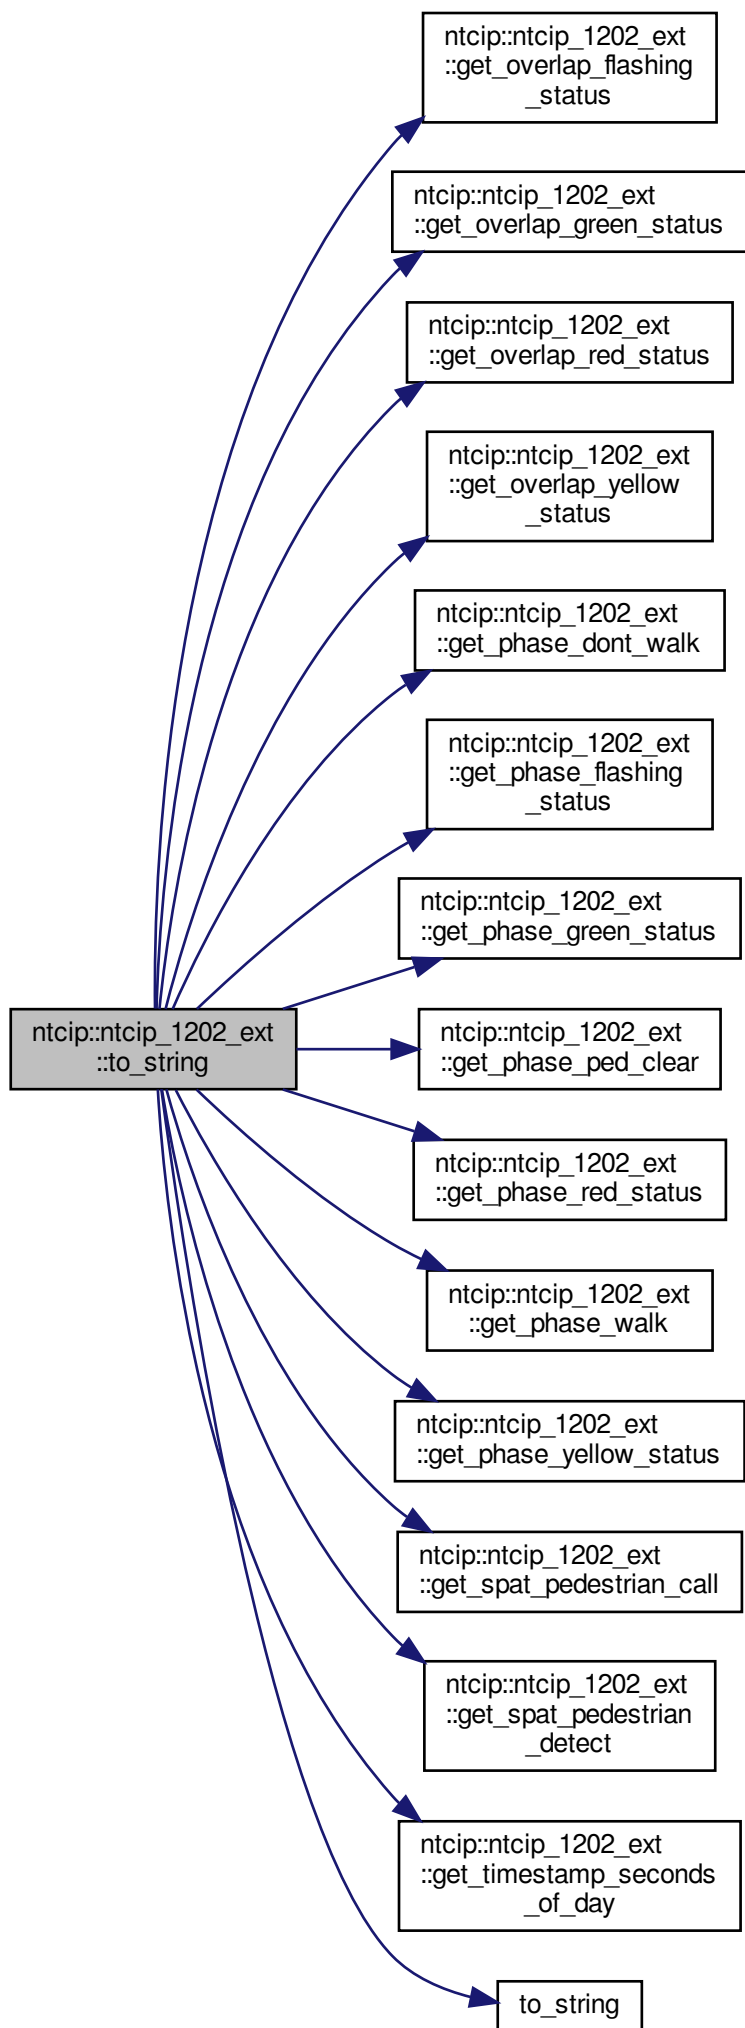 ntcip::ntcip_1202_ext
::get_overlap_flashing
_status
ntcip::ntcip_1202_ext
::get_overlap_green_status
ntcip::ntcip_1202_ext
::get_overlap_red_status
ntcip::ntcip_1202_ext
::get_overlap_yellow
_status
ntcip::ntcip_1202_ext
::get_phase_dont_walk
ntcip::ntcip_1202_ext
::get_phase_flashing
_status
ntcip::ntcip_1202_ext
::get_phase_green_status
ntcip::ntcip_1202_ext
::to_string
ntcip::ntcip_1202_ext
::get_phase_ped_clear
ntcip::ntcip_1202_ext
::get_phase_red_status
ntcip::ntcip_1202_ext
::get_phase_walk
ntcip::ntcip_1202_ext
::get_phase_yellow_status
ntcip::ntcip_1202_ext
::get_spat_pedestrian_call
ntcip::ntcip_1202_ext
::get_spat_pedestrian
_detect
ntcip::ntcip_1202_ext
::get_timestamp_seconds
_of_day
to_string